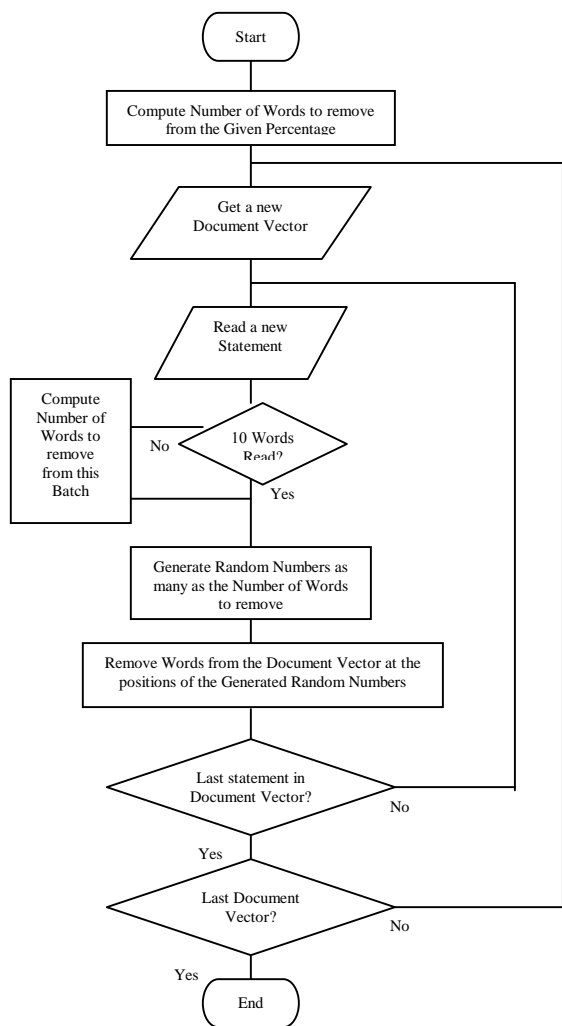 Start
Compute Number of Words to remove
from the Given Percentage
Get a new
Document Vector
Read a new
Statement
Compute
Number of
Words to
remove
from this
Batch
No
10 Words
Read?
Yes
Generate Random Numbers as
many as the Number of Words
to remove
Remove Words from the Document Vector at the
positions of the Generated Random Numbers
Last statement in
Document Vector?
No
Yes
Last Document
Vector?
No
Yes
End